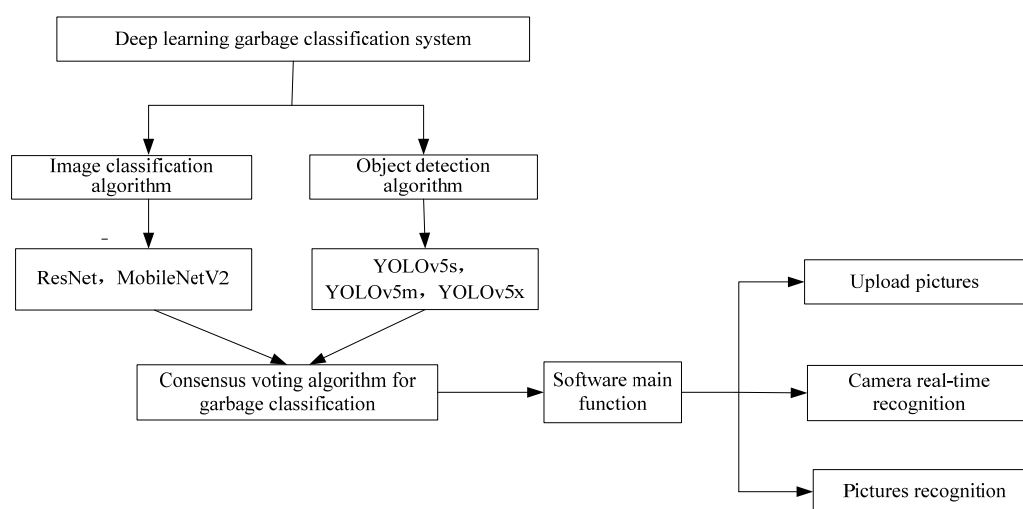 Deep learning garbage classification system
Image classification
algorithm
Object detection
algorithm
ResNet，MobileNetV2
YOLOv5s，
YOLOv5m，YOLOv5x
Consensus voting algorithm for
garbage classification
Software main
function
Upload pictures
Camera real-time
recognition
Pictures recognition